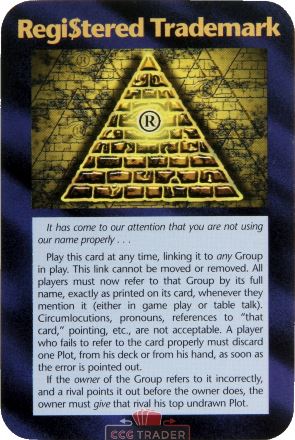 Regi$tered Trademark
®
It has come to our attention that you are not using
our name properly . . .
Play this card at any time, linking it to any Group
in play. This link cannot be moved or removed. All
players must now refer to that Group by its full
name, exactly as printed on its card, whenever they
mention it (either in game play or table talk).
Circumlocutions, pronouns, references to "that
card," pointing, etc., are not acceptable. A player
who fails to refer to the card properly must discard
one Plot, from his deck or from his hand, as soon as
the error is pointed out.
If the owner of the Group refers to it incorrectly,
and a rival points it out before the owner does, the
owner must give that rival his top undrawn Plot.
CCG TRADER